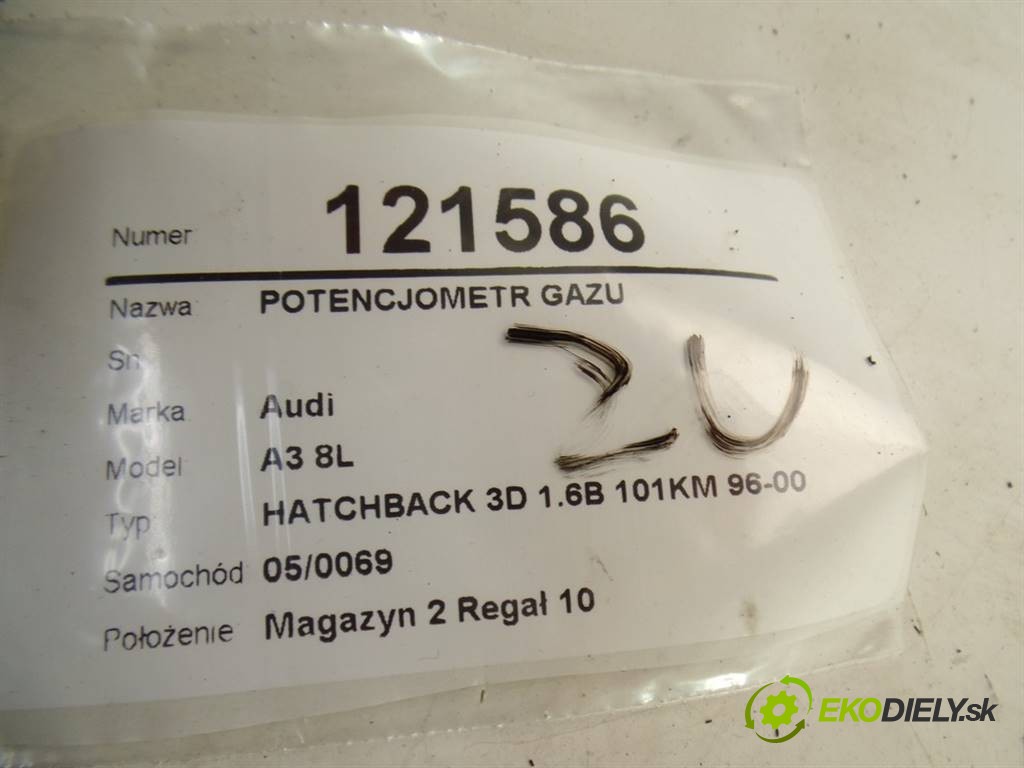 Numer 121586
Nazwa POTENCJOMETR GAZU
Sn
Marka Audi
Model A3 8L
Typ HATCHBACK 3D 1.6B 101KM 96-00
Samochód 05/0069
Położenie Magazyn 2 Regał 10
EKODIELY.sk